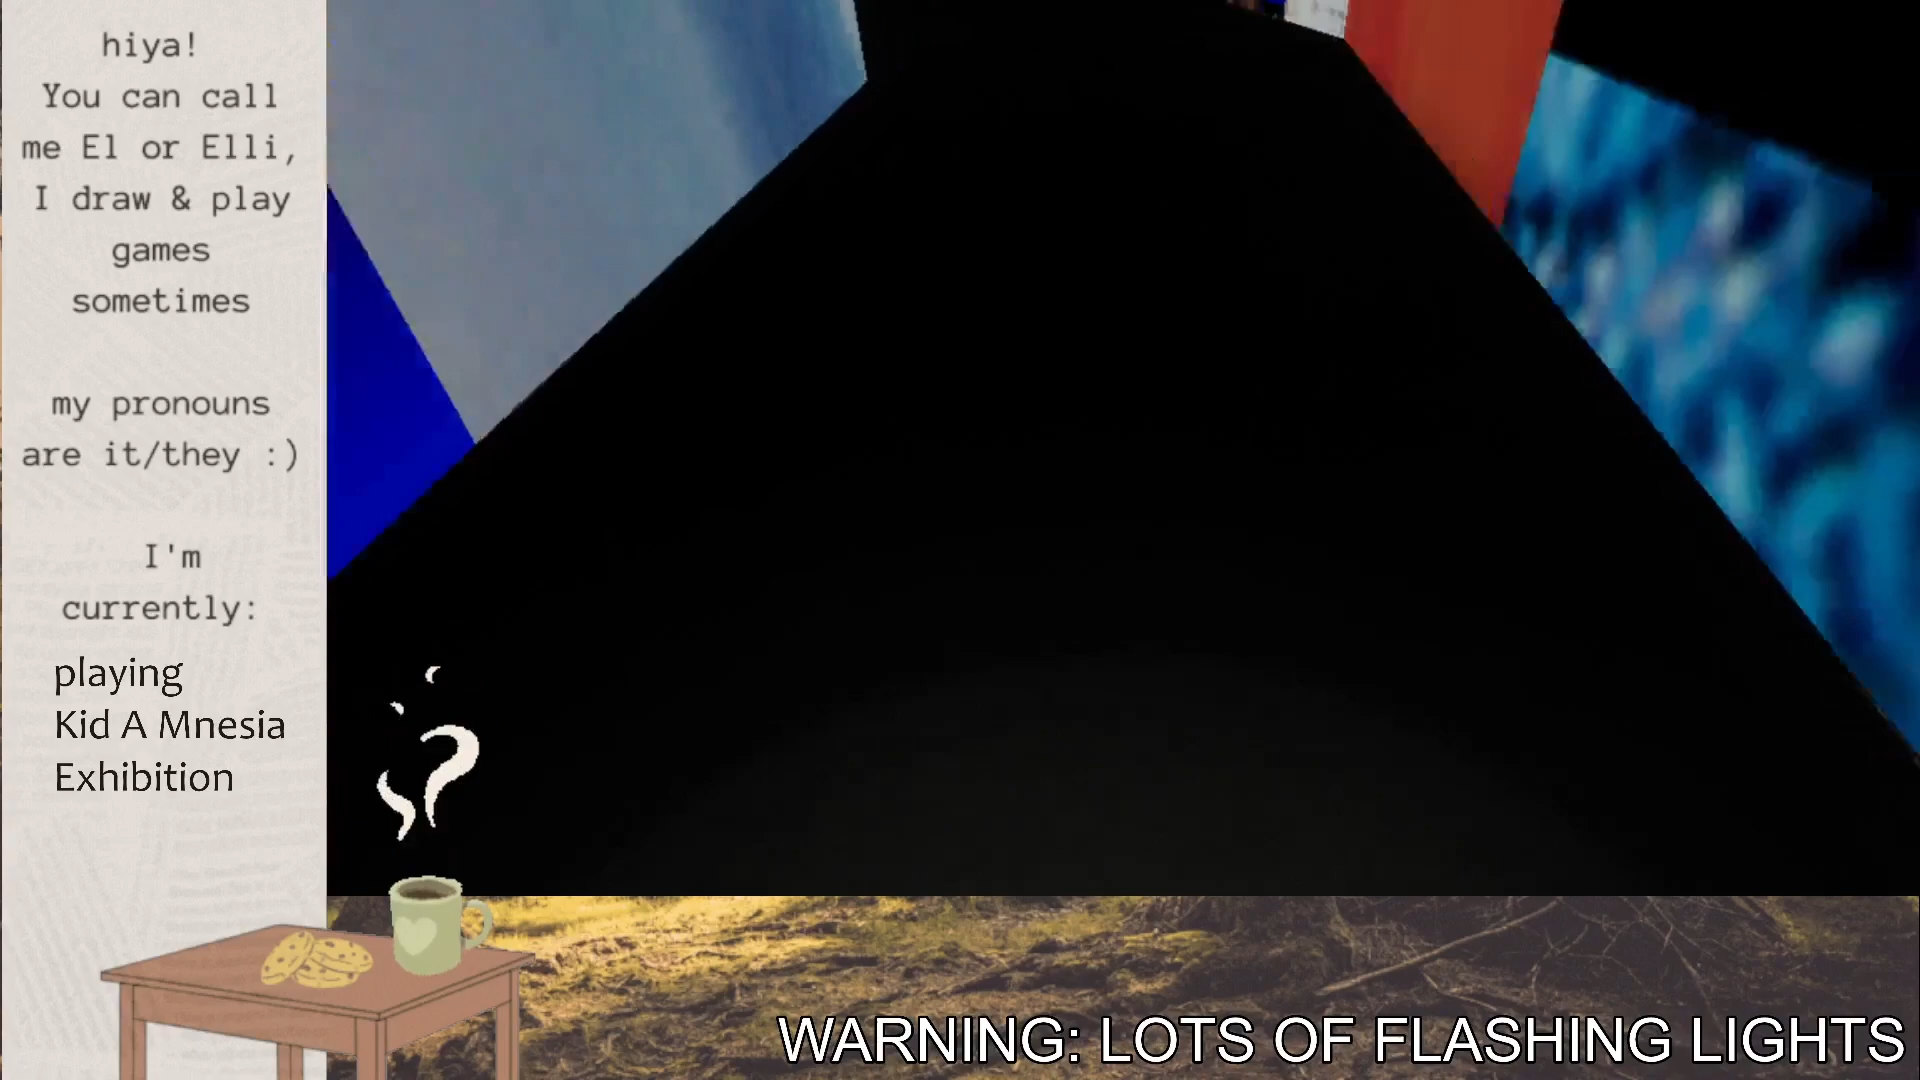 hiya!
You can call
me El or Elli,
I draw & play
games
sometimes
my pronouns
are it/they :)
I'm
currently:
playing
Kid A Mnesia
Exhibition
WARNING: LOTS OF FLASHING LIGHTS